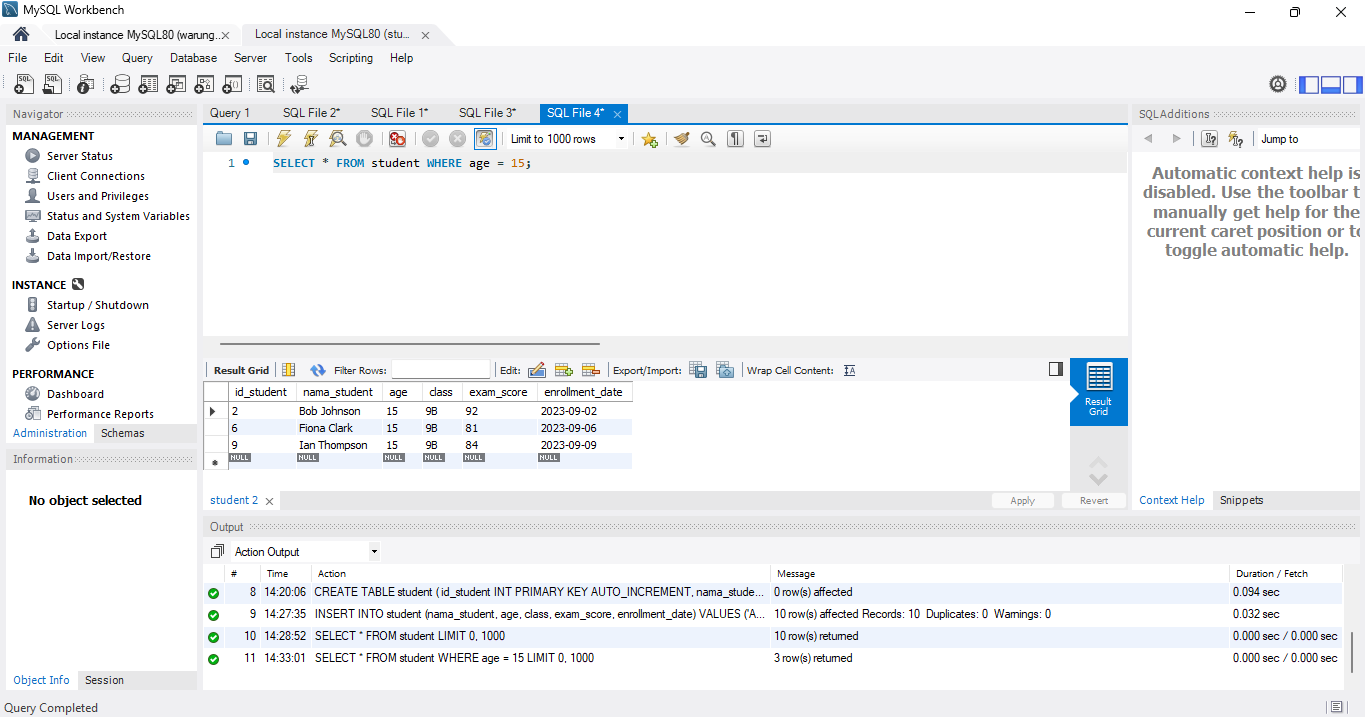 MySQL Workbench
Local instance MySQL80 (warung..
Local instance MySQL80 (stu...
File Edit View Query Database Server Tools Scripting Help
Navigator
MANAGEMENT
Server Status
Client Connections
Users and Privileges
Status and System Variables
Data Export
Data Import/Restore
INSTANCE
Startup / Shutdown
Server Logs
Options File
PERFORMANCE
Dashboard
Performance Reports
Administration Schemas
Information
No object selected
Object Info Session
Query 1 SQL File 2* SQL File 1* SQL File 3* SQL File 4*
Limit to 1000 rows
1 SELECT * FROM student WHERE age = 15;
Result Grid Filter Rows: Edit: Export/Import: Wrap Cell Content:
id_student nama_student age class exam_score enrollment_date
2 Bob Johnson 15 9B 92 2023-09-02
6 Fiona Clark 15 9B 81 2023-09-06
9 Ian Thompson 15 9B 84 2023-09-09
NULL NULL NULL NULL NULL NULL
Result
Grid
student 2
Apply Revert
SQLAdditions
Jump to
Automatic context help is
disabled. Use the toolbar t
manually get help for the
current caret position or to
toggle automatic help.
Context Help Snippets
Output
Action Output
# Time Action Message Duration / Fetch
8 14:20:06 CREATE TABLE student ( id_student INT PRIMARY KEY AUTO_INCREMENT, nama_stude... 0 row(s) affected 0.094 sec
9 14:27:35 INSERT INTO student (nama_student, age, class, exam_score, enrollment_date) VALUES ('A... 10 row(s) affected Records: 10 Duplicates: 0 Warnings: 0 0.032 sec
10 14:28:52 SELECT * FROM student LIMIT 0, 1000 10 row(s) returned 0.000 sec / 0.000 sec
11 14:33:01 SELECT * FROM student WHERE age = 15 LIMIT 0, 1000 3 row(s) returned 0.000 sec / 0.000 sec
Query Completed